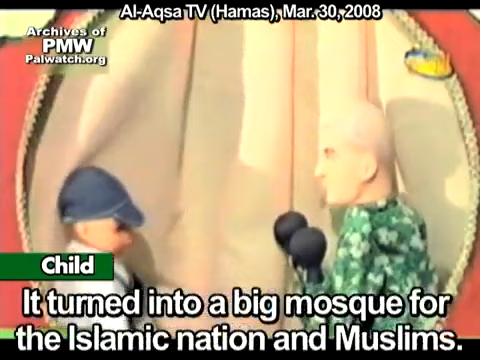 Al-Aqsa TV (Hamas), Mar. 30, 2008
Archives of
PMW
Palwatch.org
Child
It turned into a big mosque for
the Islamic nation and Muslims.